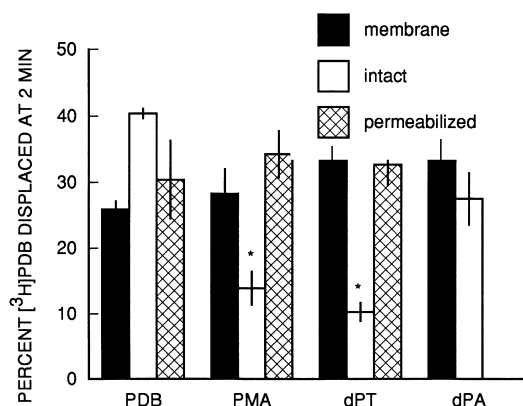 membrane
intact
permeabilized
PERCENT [³H]PDB DISPLACED AT 2 MIN
50
40
30
20
10
0
*
*
PDB PMA dPT dPA